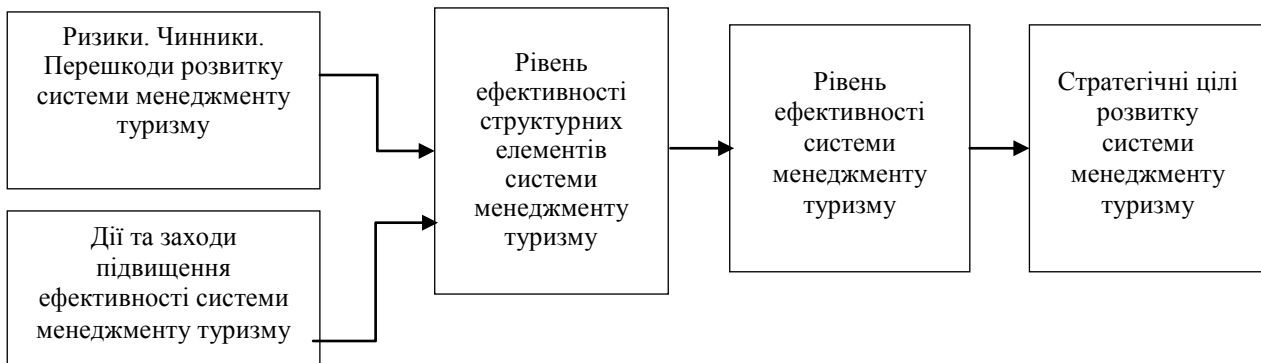 Ризики. Чинники.
Перешкоди розвитку
системи менеджменту
туризму
Дії та заходи
підвищення
ефективності системи
менеджменту туризму
Рівень
ефективності
структурних
елементів
системи
менеджменту
туризму
Рівень
ефективності
системи
менеджменту
туризму
Стратегічні цілі
розвитку
системи
менеджменту
туризму